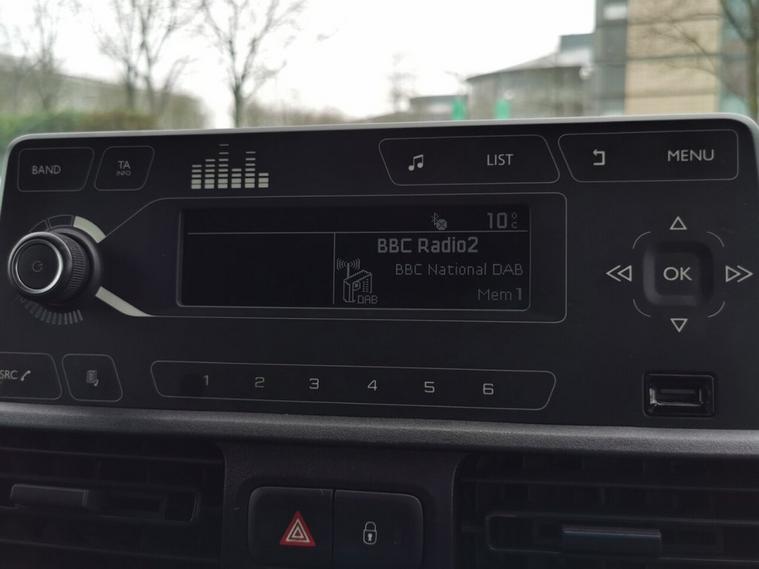 BAND
TA
INFO
LIST
MENU
10°C
BBC Radio2
BBC National DAB
DAB
Mem 1
OK
SRC
1 2 3 4 5 6